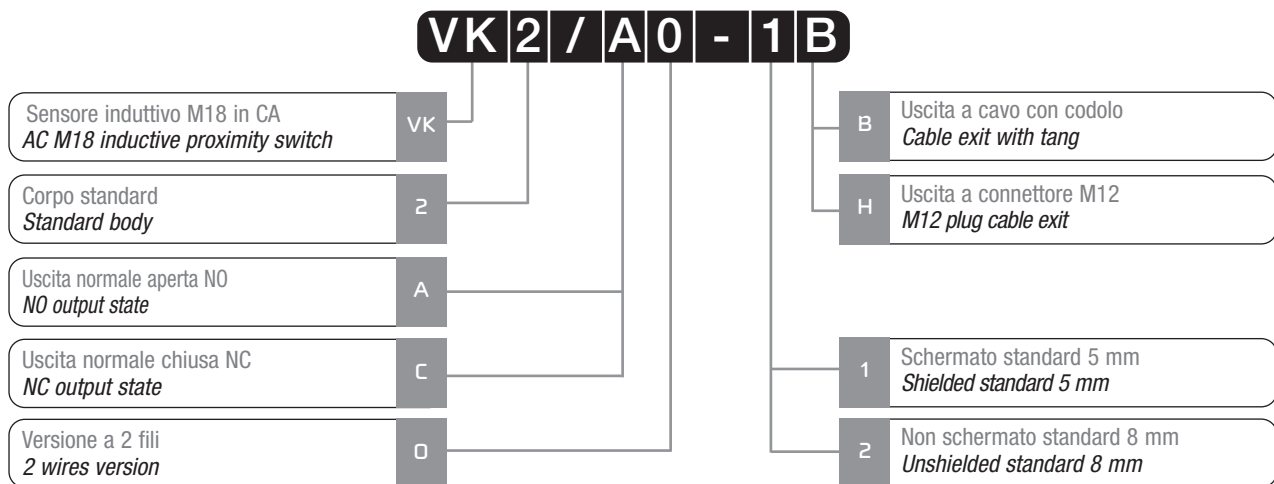 VK2/A0-1B
Sensore induttivo M18 in CA
AC M18 inductive proximity switch
VK
Corpo standard
Standard body
2
Uscita normale aperta NO
NO output state
A
Uscita normale chiusa NC
NC output state
C
Versione a 2 fili
2 wires version
0
B
Uscita a cavo con codolo
Cable exit with tang
H
Uscita a connettore M12
M12 plug cable exit
1
Schermato standard 5 mm
Shielded standard 5 mm
2
Non schermato standard 8 mm
Unshielded standard 8 mm